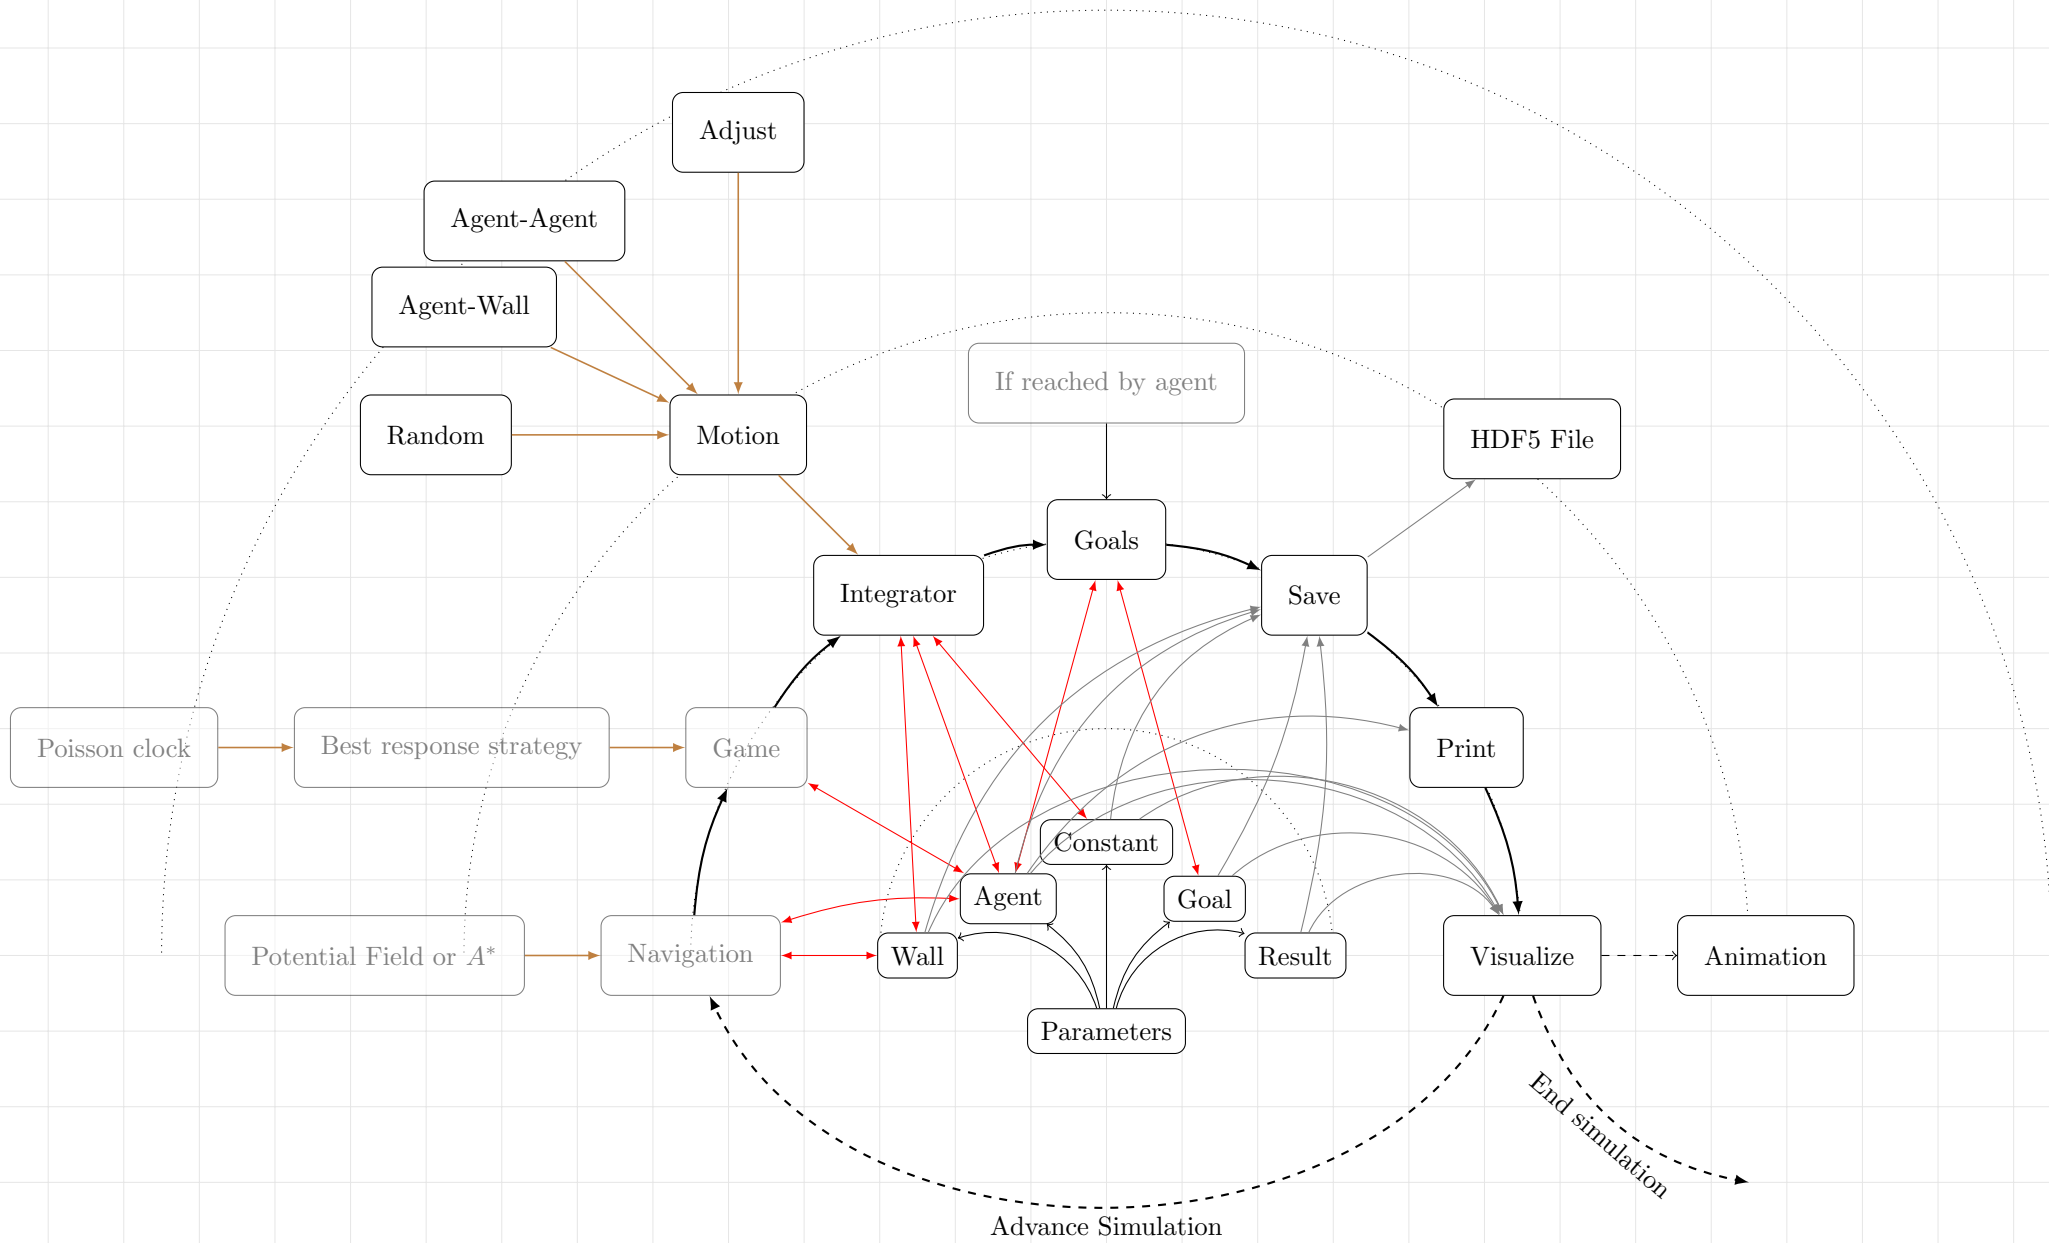 Adjust
Agent-Agent
Agent-Wall
If reached by agent
Random
Motion
HDF5 File
Goals
Integrator
Save
Poisson clock
Best response strategy
Game
Print
Constant
Agent
Goal
Potential Field or A*
Navigation
Wall
Result
Visualize
Animation
Parameters
End simulation
Advance Simulation